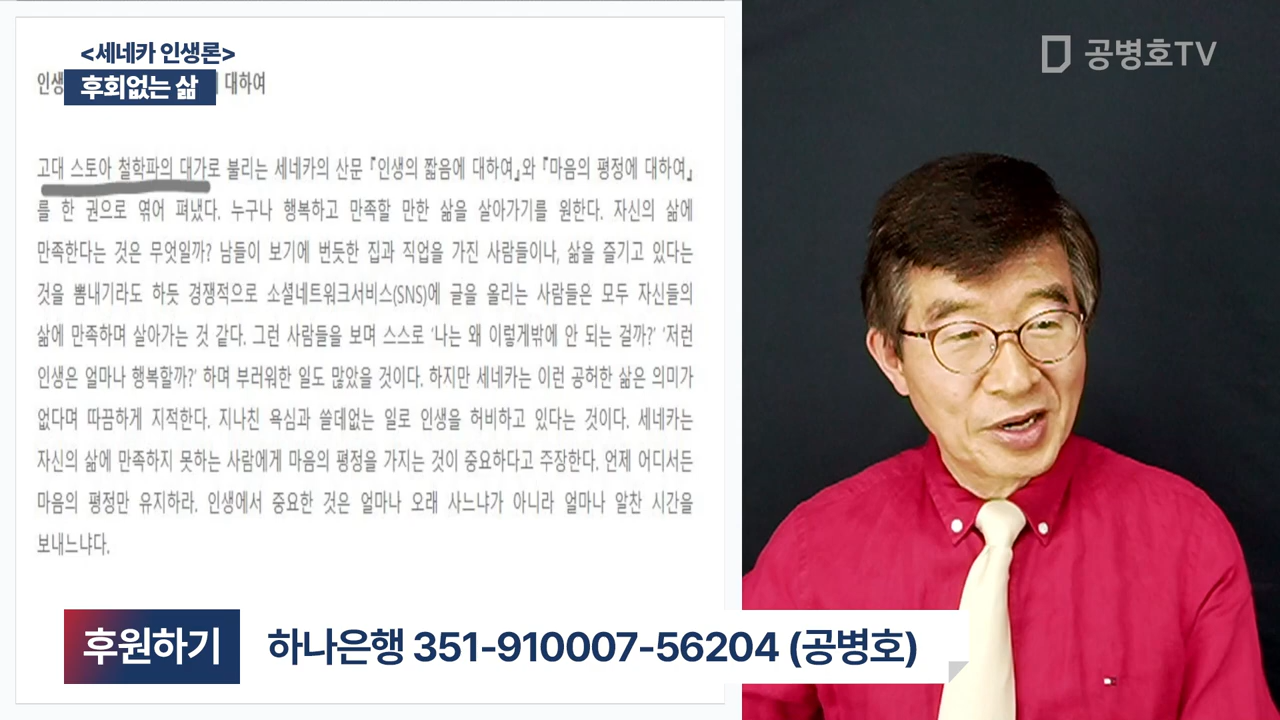 <세네카 인생론>
후회없는 삶
인생 대하여
공병호TV
고대 스토아 철학파의 대가로 불리는 세네카의 산문 『인생의 짧음에 대하여』와 『마음의 평정에 대하여』
를 한 권으로 엮어 펴냈다. 누구나 행복하고 만족할 만한 삶을 살아가기를 원한다. 자신의 삶에
만족한다는 것은 무엇일까? 남들이 보기에 번듯한 집과 직업을 가진 사람들이나, 삶을 즐기고 있다는
것을 뽐내기라도 하듯 경쟁적으로 소셜네트워크서비스(SNS)에 글을 올리는 사람들은 모두 자신들의
삶에 만족하며 살아가는 것 같다. 그런 사람들을 보며 스스로 '나는 왜 이렇게밖에 안 되는 걸까?' '저런
인생은 얼마나 행복할까?' 하며 부러워한 일도 많았을 것이다. 하지만 세네카는 이런 공허한 삶은 의미가
없다며 따끔하게 지적한다. 지나친 욕심과 쓸데없는 일로 인생을 허비하고 있다는 것이다. 세네카는
자신의 삶에 만족하지 못하는 사람에게 마음의 평정을 가지는 것이 중요하다고 주장한다. 언제 어디서든
마음의 평정만 유지하라. 인생에서 중요한 것은 얼마나 오래 사느냐가 아니라 얼마나 알찬 시간을
보내느냐다.
후원하기 하나은행 351-910007-56204 (공병호)